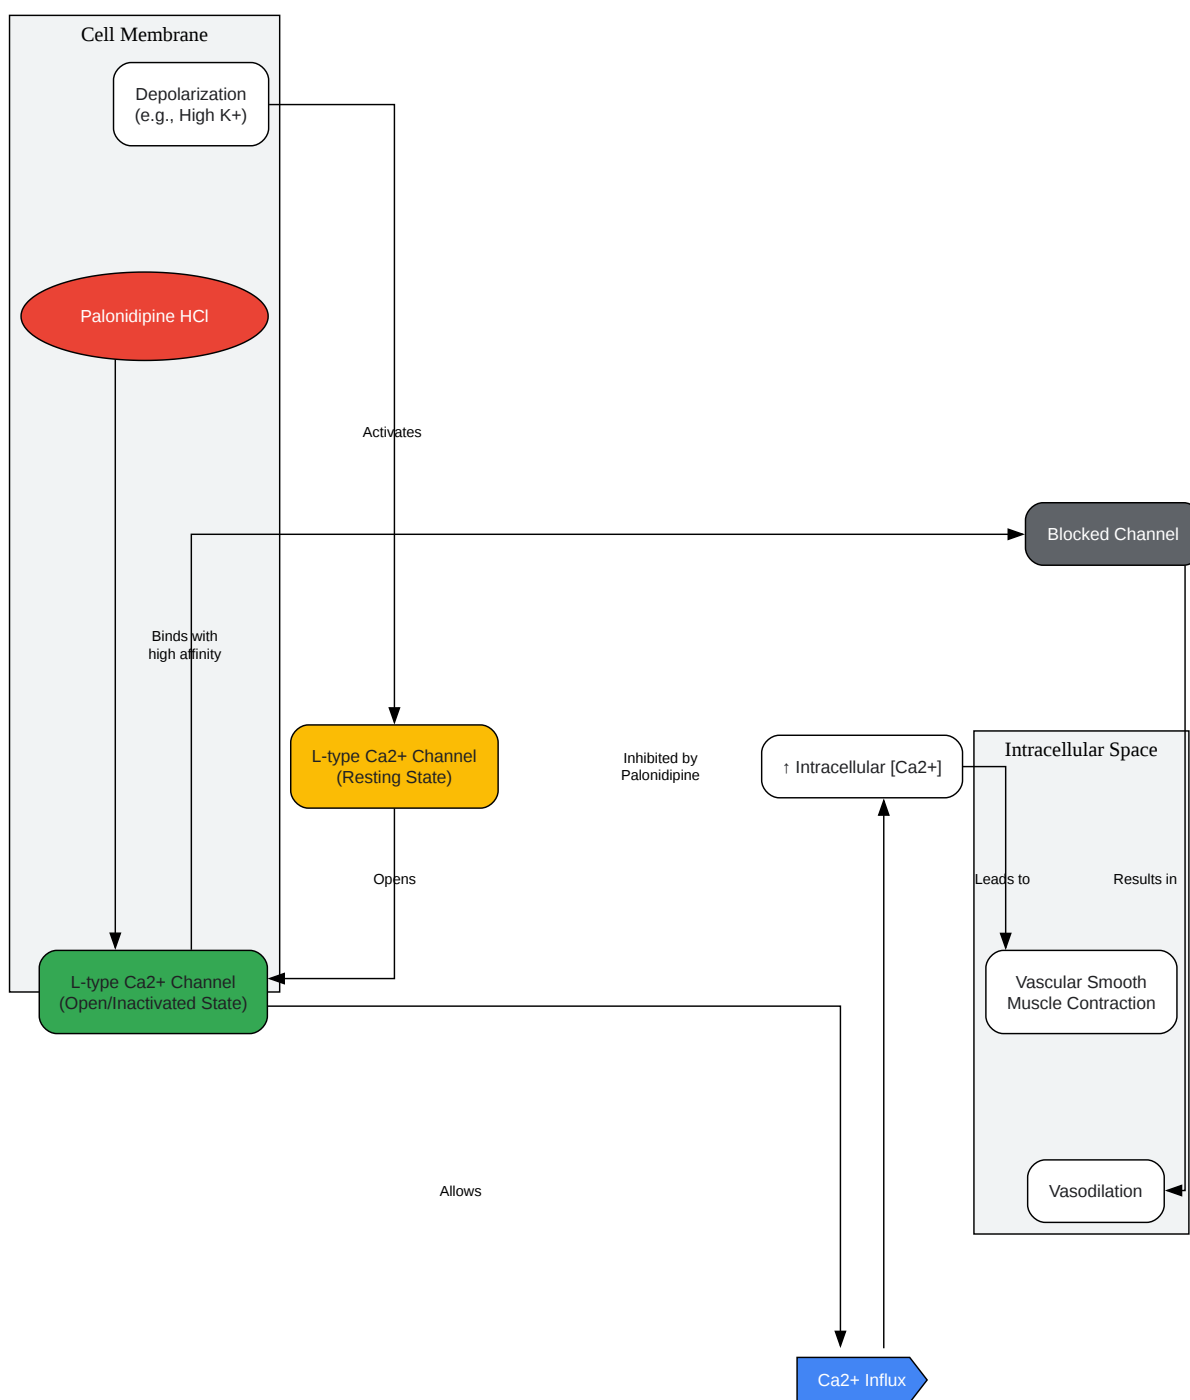 Cell Membrane
Depolarization
(e.g., High K+)
Palonidipine HCl
Activates
Blocked Channel
Binds with
high affinity
L-type Ca2+ Channel
(Resting State)
Inhibited by
Palonidipine
↑ Intracellular [Ca2+]
Intracellular Space
Opens
Leads to
Results in
L-type Ca2+ Channel
(Open/Inactivated State)
Vascular Smooth
Muscle Contraction
Allows
Vasodilation
Ca2+ Influx